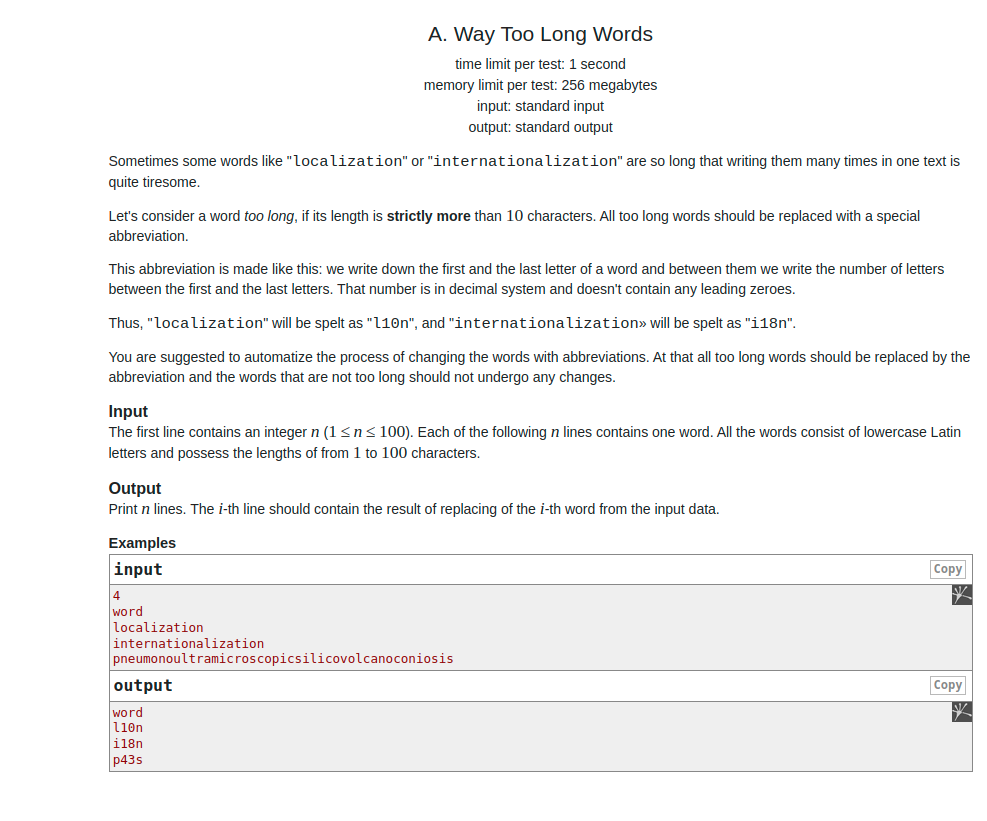 A. Way Too Long Words
time limit per test: 1 second
memory limit per test: 256 megabytes
input: standard input
output: standard output
Sometimes some words like "localization" or "internationalization" are so long that writing them many times in one text is
quite tiresome.
Let's consider a word too long, if its length is strictly more than 10 characters. All too long words should be replaced with a special
abbreviation.
This abbreviation is made like this: we write down the first and the last letter of a word and between them we write the number of letters
between the first and the last letters. That number is in decimal system and doesn't contain any leading zeroes.
Thus, "localization" will be spelt as "l10n", and "internationalization» will be spelt as "i18n".
You are suggested to automatize the process of changing the words with abbreviations. At that all too long words should be replaced by the
abbreviation and the words that are not too long should not undergo any changes.
Input
The first line contains an integer n (1 ≤ n ≤ 100). Each of the following n lines contains one word. All the words consist of lowercase Latin
letters and possess the lengths of from 1 to 100 characters.
Output
Print n lines. The i-th line should contain the result of replacing of the i-th word from the input data.
Examples
input Copy
4
word
localization
internationalization
pneumonoultramicroscopicsilicovolcanoconiosis
output Copy
word
l10n
i18n
p43s